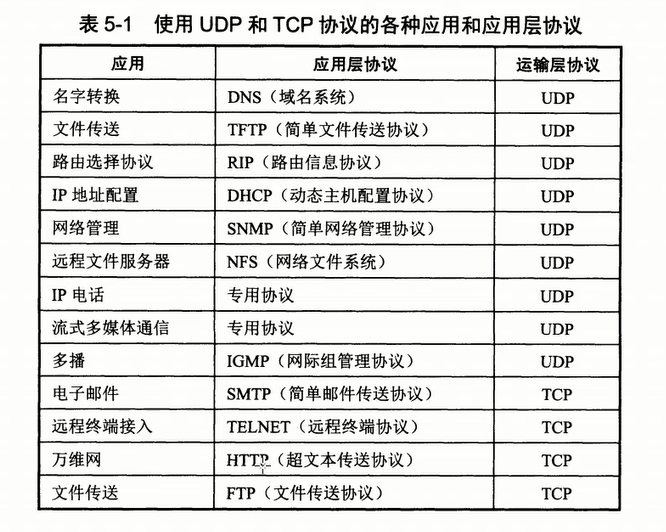 表 5-1 使用 UDP 和 TCP 协议的各种应用和应用层协议
应用 应用层协议 运输层协议
名字转换 DNS（域名系统） UDP
文件传送 TFTP（简单文件传送协议） UDP
路由选择协议 RIP（路由信息协议） UDP
IP 地址配置 DHCP（动态主机配置协议） UDP
网络管理 SNMP（简单网络管理协议） UDP
远程文件服务器 NFS（网络文件系统） UDP
IP 电话 专用协议 UDP
流式多媒体通信 专用协议 UDP
多播 IGMP（网际组管理协议） UDP
电子邮件 SMTP（简单邮件传送协议） TCP
远程终端接入 TELNET（远程终端协议） TCP
万维网 HTTP（超文本传送协议） TCP
文件传送 FTP（文件传送协议） TCP